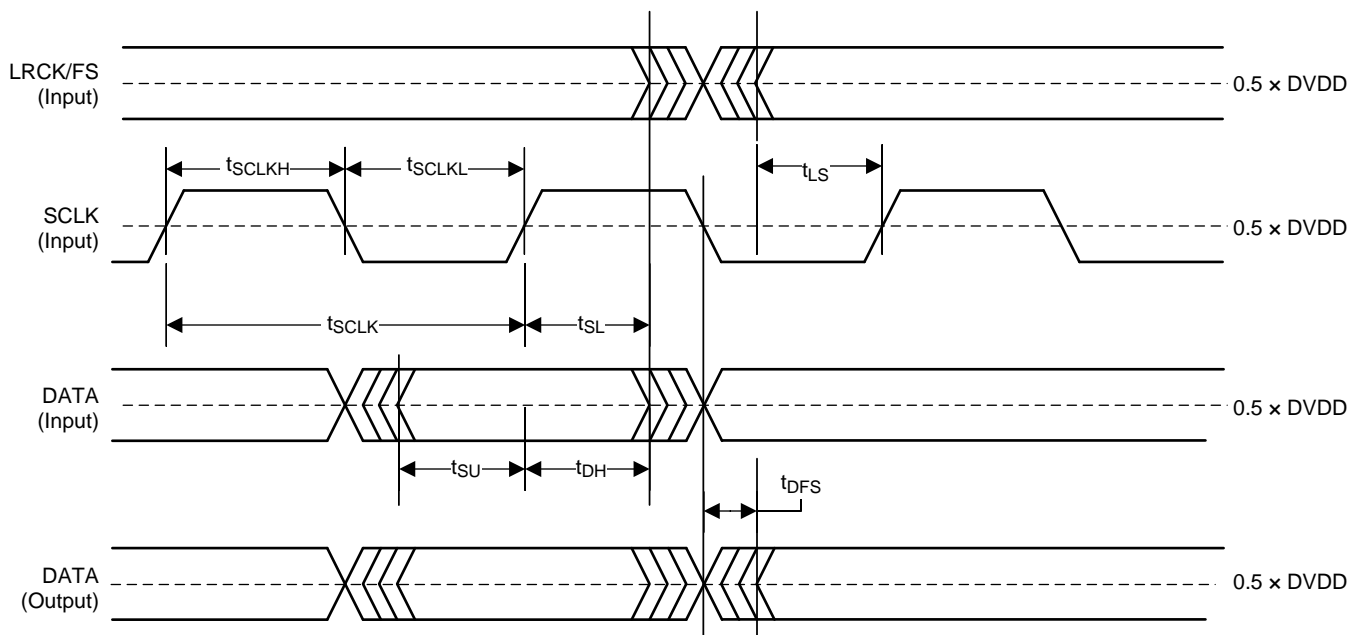 LRCK/FS
(Input)
0.5 × DVDD
tSCLKH
tSCLKL
tLS
SCLK
(Input)
0.5 × DVDD
tSCLK
tSL
DATA
(Input)
0.5 × DVDD
tSU
tDH
tDFS
DATA
(Output)
0.5 × DVDD